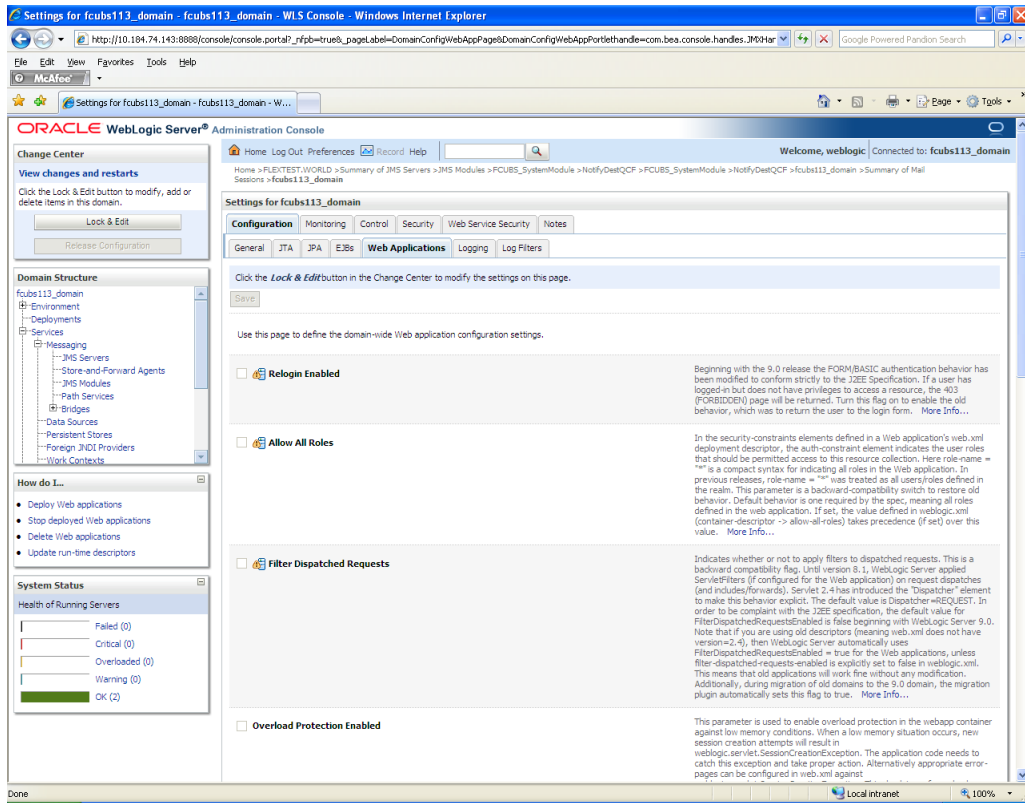 Settings for fcubs113_domain - fcubs113_domain - WLS Console - Windows Internet Explorer
http://10.184.74.143:8888/console/console.portal?_nfpb=true&_pageLabel=DomainConfigWebAppPage&DomainConfigWebAppPortlethandle=com.bea.console.handles.JMXHar
Google Powered Pandion Search
File Edit View Favorites Tools Help
McAfee
Settings for fcubs113_domain - fcubs113_domain - W...
Page Tools
ORACLE WebLogic Server® Administration Console
Change Center
View changes and restarts
Click the Lock & Edit button to modify, add or
delete items in this domain.
Lock & Edit
Release Configuration
Domain Structure
fcubs113_domain
Environment
Deployments
Services
Messaging
JMS Servers
Store-and-Forward Agents
JMS Modules
Path Services
Bridges
Data Sources
Persistent Stores
Foreign JNDI Providers
Work Contexts
How do I...
Deploy Web applications
Stop deployed Web applications
Delete Web applications
Update run-time descriptors
System Status
Health of Running Servers
Failed (0)
Critical (0)
Overloaded (0)
Warning (0)
OK (2)
Home Log Out Preferences Record Help
Welcome, weblogic Connected to: fcubs113_domain
Home >FLEXTEST.WORLD >Summary of JMS Servers >JMS Modules >FCUBS_SystemModule >NotifyDestQCF >FCUBS_SystemModule >NotifyDestQCF >fcubs113_domain >Summary of Mail
Sessions >fcubs113_domain
Settings for fcubs113_domain
Configuration Monitoring Control Security Web Service Security Notes
General JTA JPA EJBs Web Applications Logging Log Filters
Click the Lock & Edit button in the Change Center to modify the settings on this page.
Save
Use this page to define the domain-wide Web application configuration settings.
Relogin Enabled
Beginning with the 9.0 release the FORM/BASIC authentication behavior has
been modified to conform strictly to the J2EE Specification. If a user has
logged-in but does not have privileges to access a resource, the 403
(FORBIDDEN) page will be returned. Turn this flag on to enable the old
behavior, which was to return the user to the login form. More Info...
Allow All Roles
In the security-constraints elements defined in a Web application's web.xml
deployment descriptor, the auth-constraint element indicates the user roles
that should be permitted access to this resource collection. Here role-name =
"*" is a compact syntax for indicating all roles in the Web application. In
previous releases, role-name = "*" was treated as all users/roles defined in
the realm. This parameter is a backward-compatibility switch to restore old
behavior. Default behavior is one required by the spec, meaning all roles
defined in the web application. If set, the value defined in weblogic.xml
(container-descriptor -> allow-all-roles) takes precedence (if set) over this
value. More Info...
Filter Dispatched Requests
Indicates whether or not to apply filters to dispatched requests. This is a
backward compatibility flag. Until version 8.1, WebLogic Server applied
ServletFilters (if configured for the Web application) on request dispatches
(and includes/forwards). Servlet 2.4 has introduced the "Dispatcher" element
to make this behavior explicit. The default value is Dispatcher=REQUEST. In
order to be complaint with the J2EE specification, the default value for
FilterDispatchedRequestsEnabled is false beginning with WebLogic Server 9.0.
Note that if you are using old descriptors (meaning web.xml does not have
version=2.4), then WebLogic Server automatically uses
FilterDispatchedRequestsEnabled = true for the Web applications, unless
filter-dispatched-requests-enabled is explicitly set to false in weblogic.xml.
This means that old applications will work fine without any modification.
Additionally, during migration of old domains to the 9.0 domain, the migration
plugin automatically sets this flag to true. More Info...
Overload Protection Enabled
This parameter is used to enable overload protection in the webapp container
against low memory conditions. When a low memory situation occurs, new
session creation attempts will result in
weblogic.servlet.SessionCreationException. The application code needs to
catch this exception and take proper action. Alternatively appropriate error-
pages can be configured in web.xml against
Done
Local intranet
100%